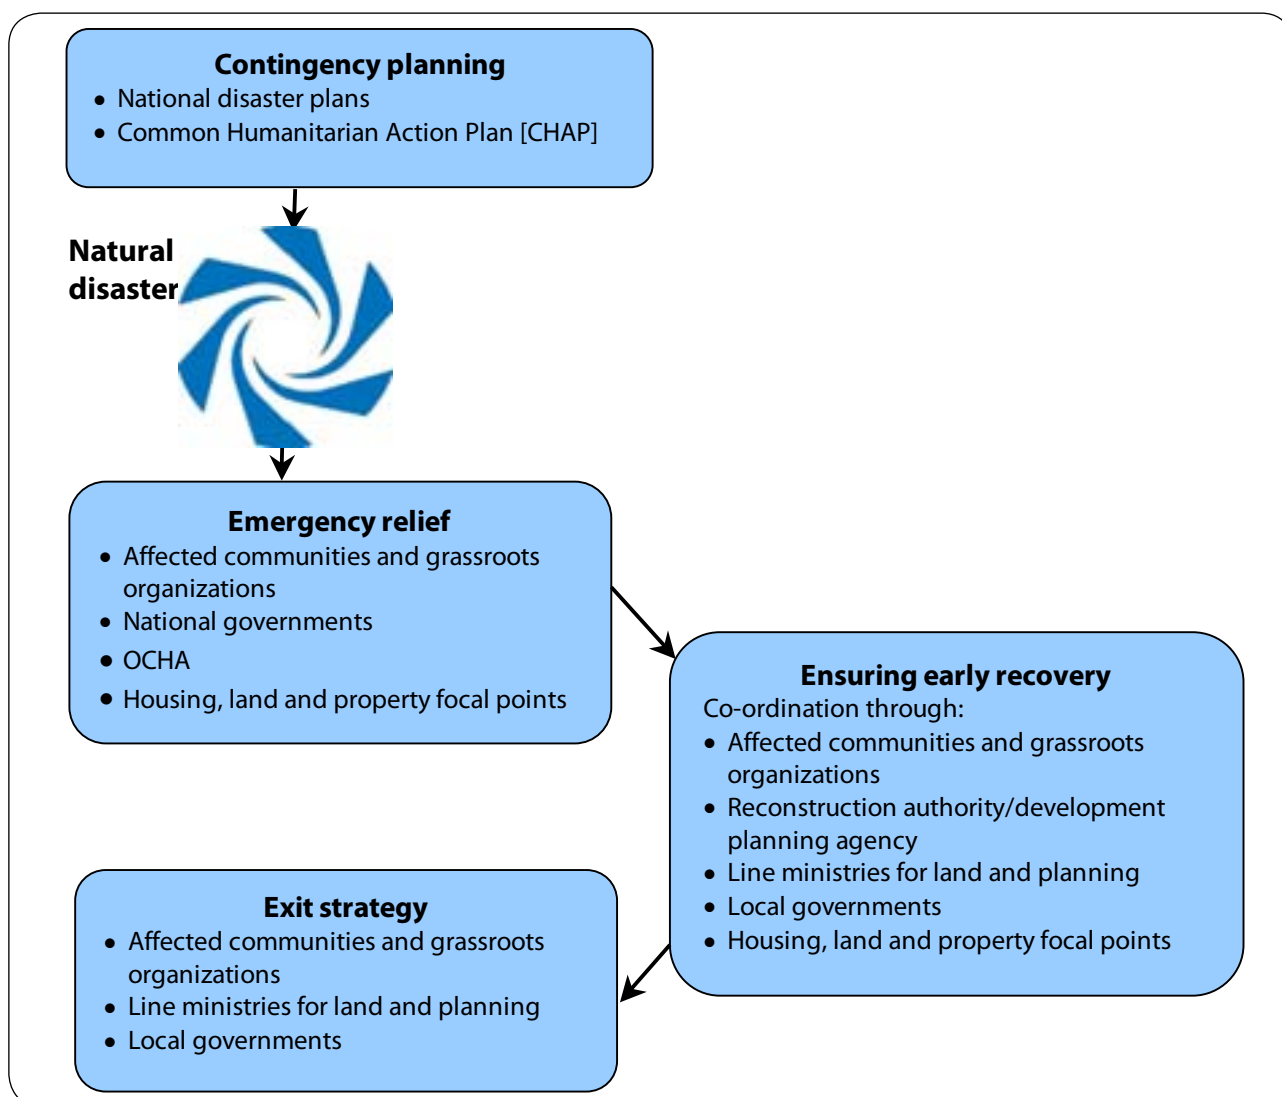 Contingency planning
• National disaster plans
• Common Humanitarian Action Plan [CHAP]
Natural
disaster
Emergency relief
• Affected communities and grassroots
organizations
• National governments
• OCHA
• Housing, land and property focal points
Ensuring early recovery
Co-ordination through:
• Affected communities and grassroots
organizations
• Reconstruction authority/development
planning agency
• Line ministries for land and planning
• Local governments
• Housing, land and property focal points
Exit strategy
• Affected communities and grassroots
organizations
• Line ministries for land and planning
• Local governments